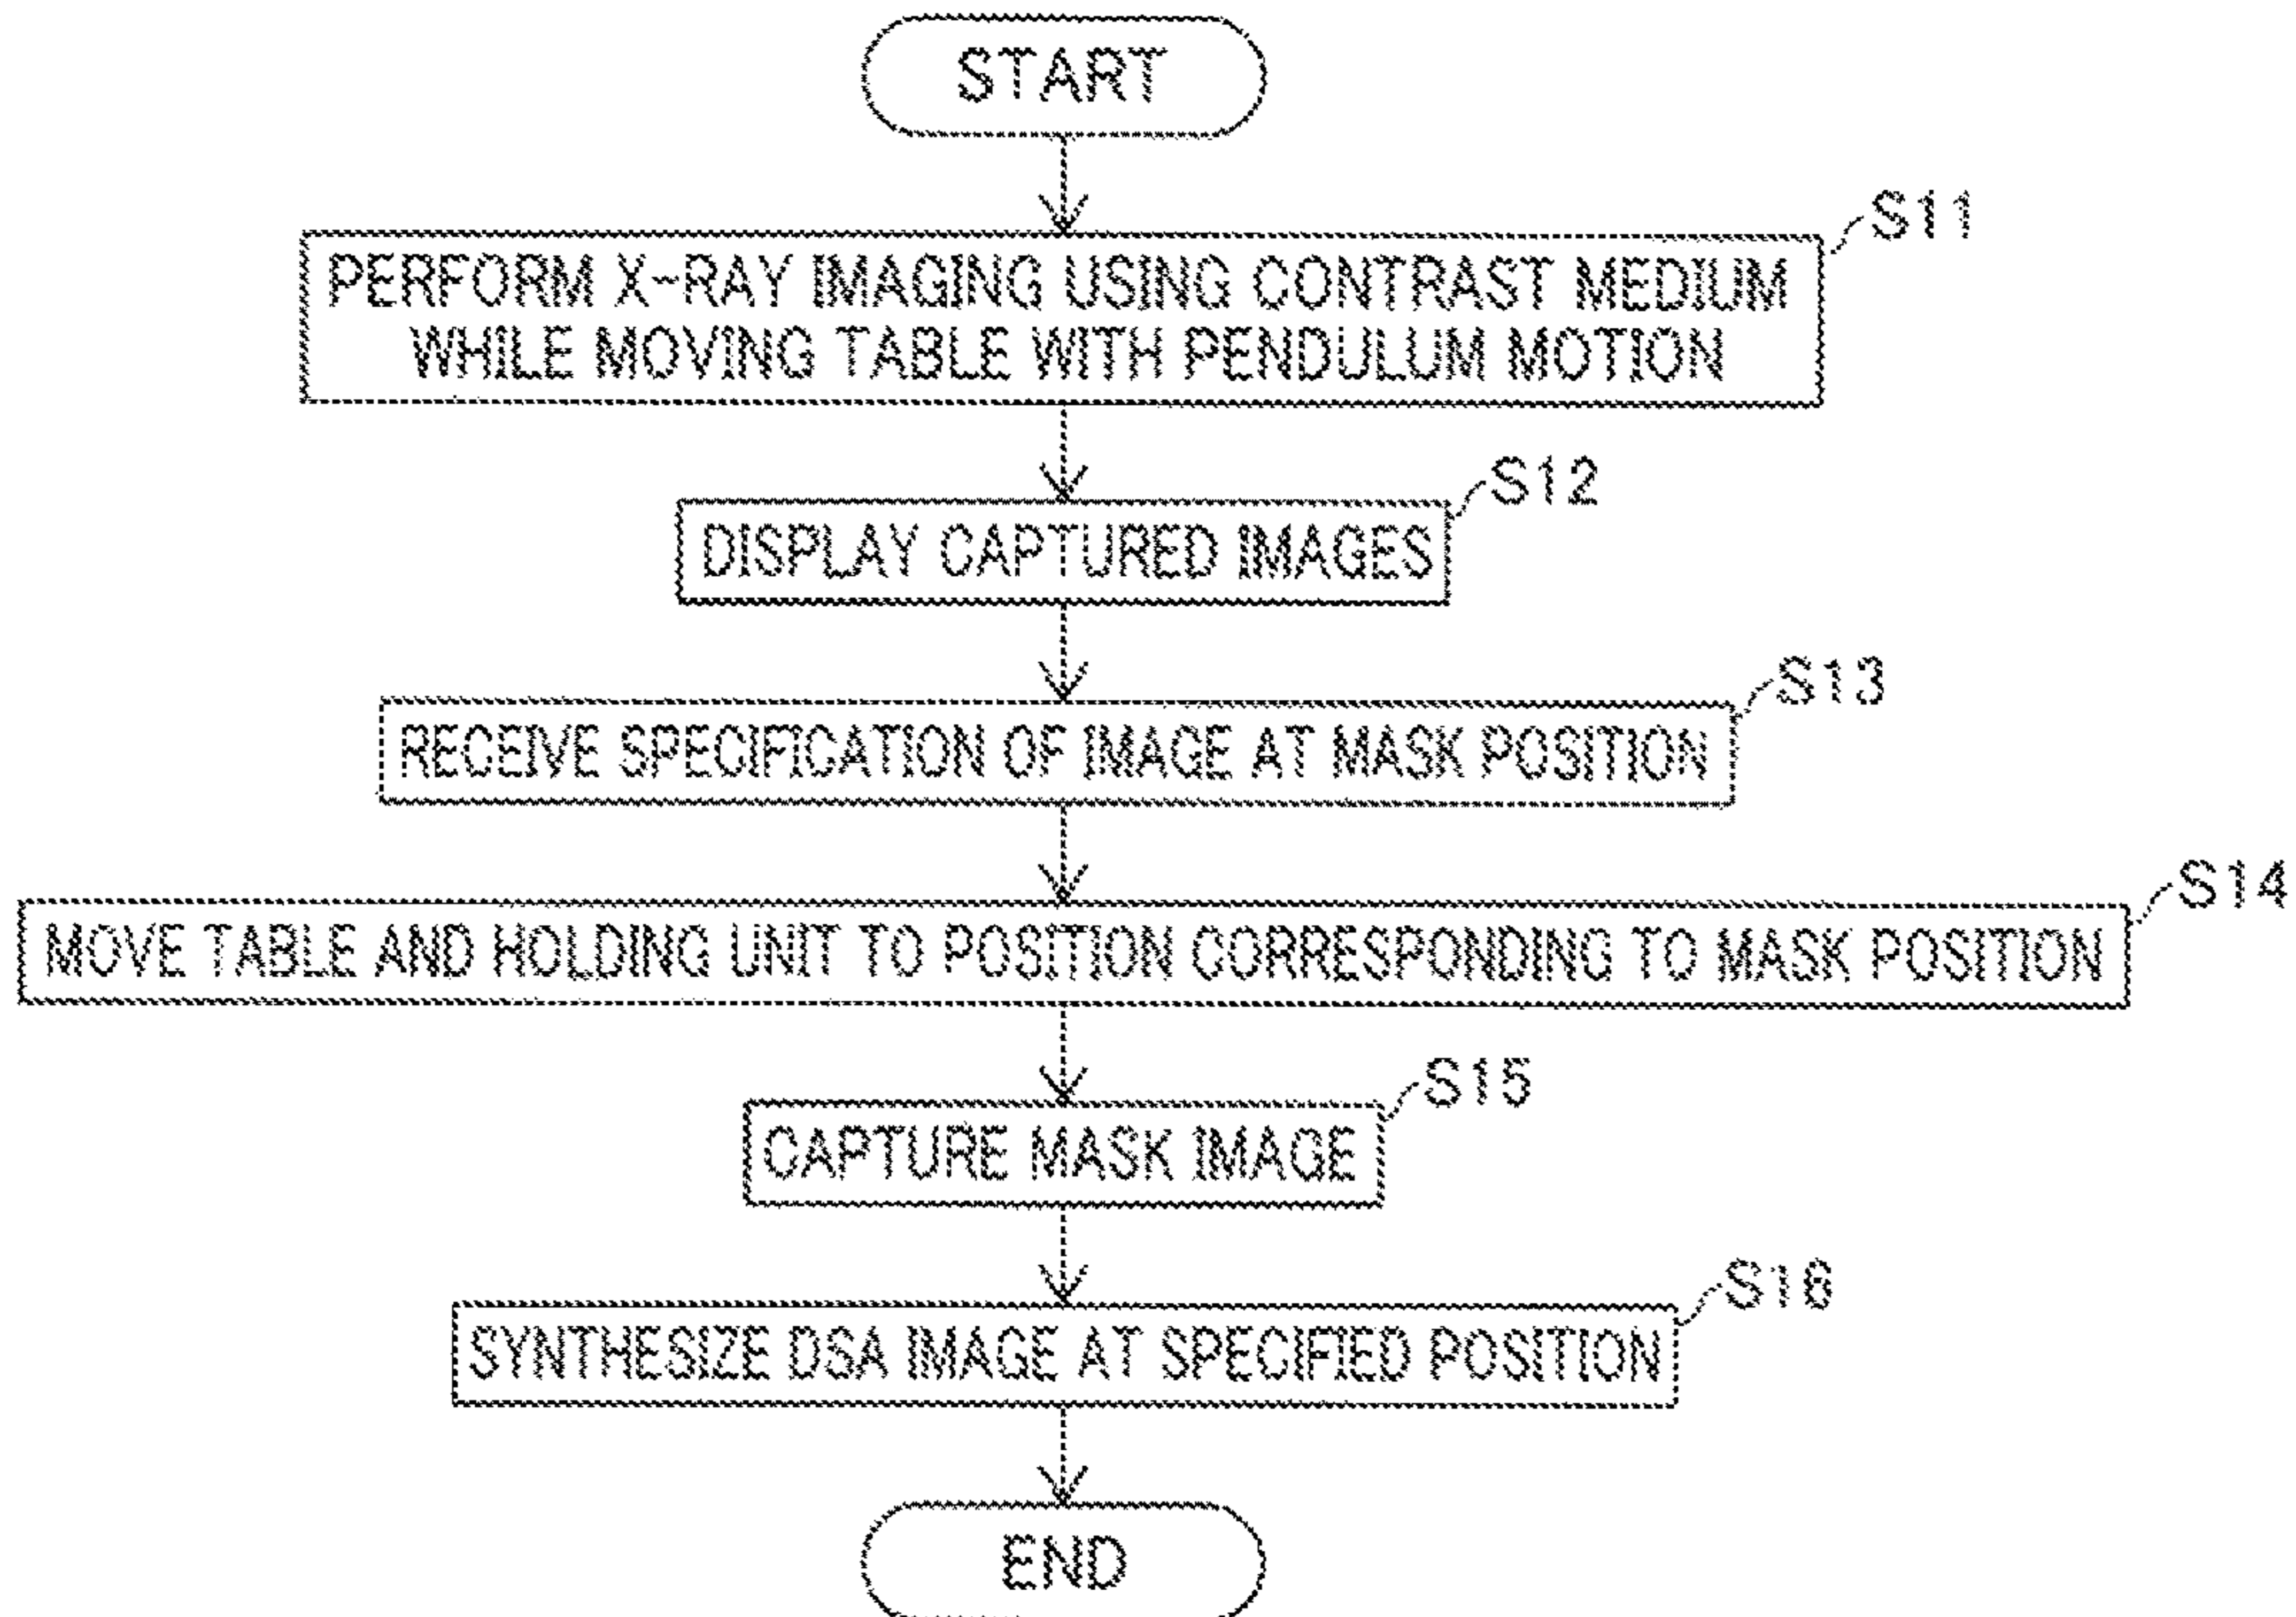 START
S11
PERFORM X-RAY IMAGING USING CONTRAST MEDIUM
WHILE MOVING TABLE WITH PENDULUM MOTION
S12
DISPLAY CAPTURED IMAGES
S13
RECEIVE SPECIFICATION OF IMAGE AT MASK POSITION
S14
MOVE TABLE AND HOLDING UNIT TO POSITION CORRESPONDING TO MASK POSITION
S15
CAPTURE MASK IMAGE
S16
SYNTHESIZE DSA IMAGE AT SPECIFIED POSITION
END